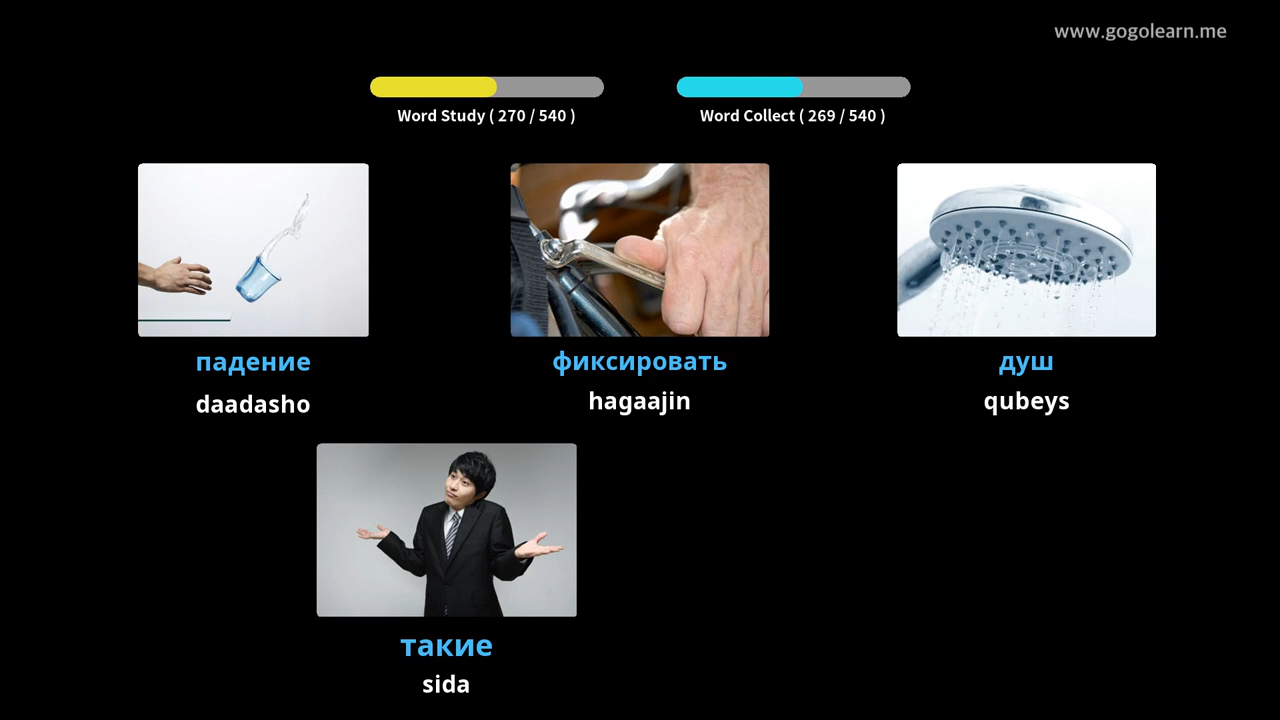 www.gogolearn.me
Word Study ( 270 / 540 )
Word Collect ( 269 / 540 )
падение
фиксировать
душ
daadasho
hagaajin
qubeys
такие
sida